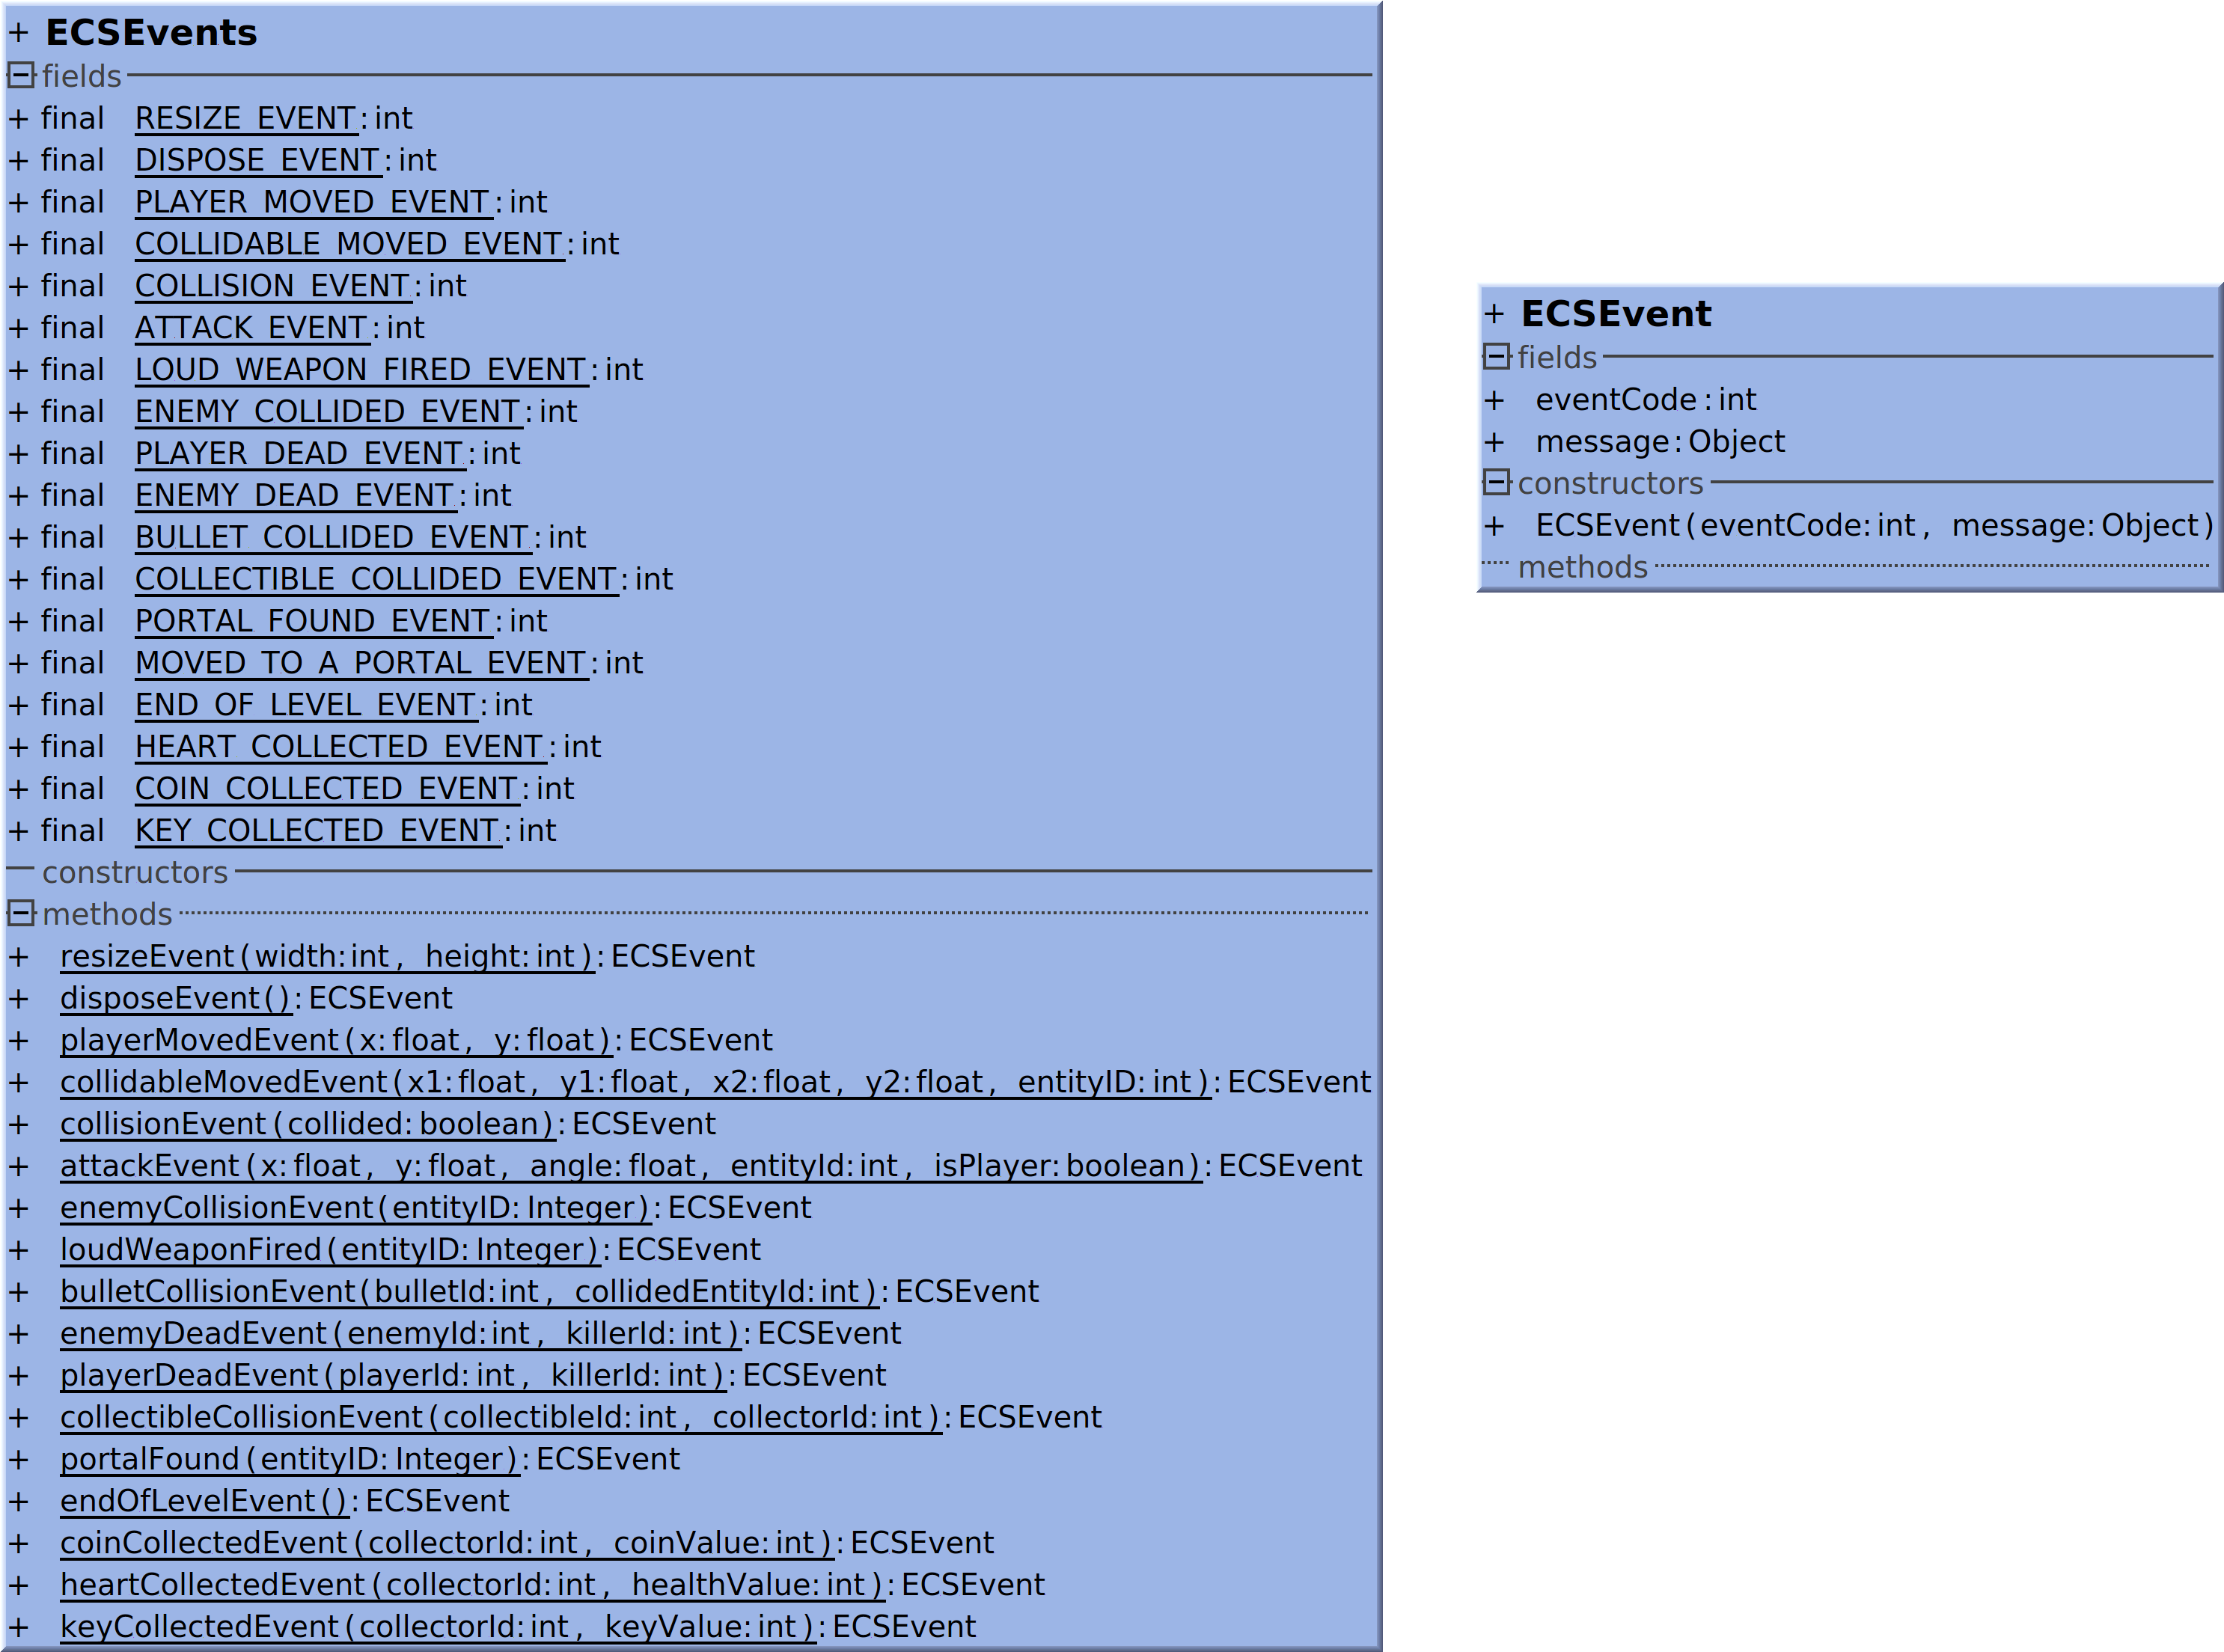 + ECSEvents
fields
+ final RESIZE_EVENT : int
+ final DISPOSE_EVENT : int
+ final PLAYER_MOVED_EVENT : int
+ final COLLIDABLE_MOVED_EVENT : int
+ final COLLISION_EVENT : int
+ final ATTACK_EVENT : int
+ final LOUD_WEAPON_FIRED_EVENT : int
+ final ENEMY_COLLIDED_EVENT : int
+ final PLAYER_DEAD_EVENT : int
+ final ENEMY_DEAD_EVENT : int
+ final BULLET_COLLIDED_EVENT : int
+ final COLLECTIBLE_COLLIDED_EVENT : int
+ final PORTAL_FOUND_EVENT : int
+ final MOVED_TO_A_PORTAL_EVENT : int
+ final END_OF_LEVEL_EVENT : int
+ final HEART_COLLECTED_EVENT : int
+ final COIN_COLLECTED_EVENT : int
+ final KEY_COLLECTED_EVENT : int
constructors
methods
+ resizeEvent(width: int, height: int): ECSEvent
+ disposeEvent(): ECSEvent
+ playerMovedEvent(x: float, y: float): ECSEvent
+ collidableMovedEvent(x1: float, y1: float, x2: float, y2: float, entityID: int): ECSEvent
+ collisionEvent(collided: boolean): ECSEvent
+ attackEvent(x: float, y: float, angle: float, entityId: int, isPlayer: boolean): ECSEvent
+ enemyCollisionEvent(entityID: Integer): ECSEvent
+ loudWeaponFired(entityID: Integer): ECSEvent
+ bulletCollisionEvent(bulletId: int, collidedEntityId: int): ECSEvent
+ enemyDeadEvent(enemyId: int, killerId: int): ECSEvent
+ playerDeadEvent(playerId: int, killerId: int): ECSEvent
+ collectibleCollisionEvent(collectibleId: int, collectorId: int): ECSEvent
+ portalFound(entityID: Integer): ECSEvent
+ endOfLevelEvent(): ECSEvent
+ coinCollectedEvent(collectorId: int, coinValue: int): ECSEvent
+ heartCollectedEvent(collectorId: int, healthValue: int): ECSEvent
+ keyCollectedEvent(collectorId: int, keyValue: int): ECSEvent
+ ECSEvent
fields
+ eventCode : int
+ message : Object
constructors
+ ECSEvent(eventCode: int, message: Object)
methods